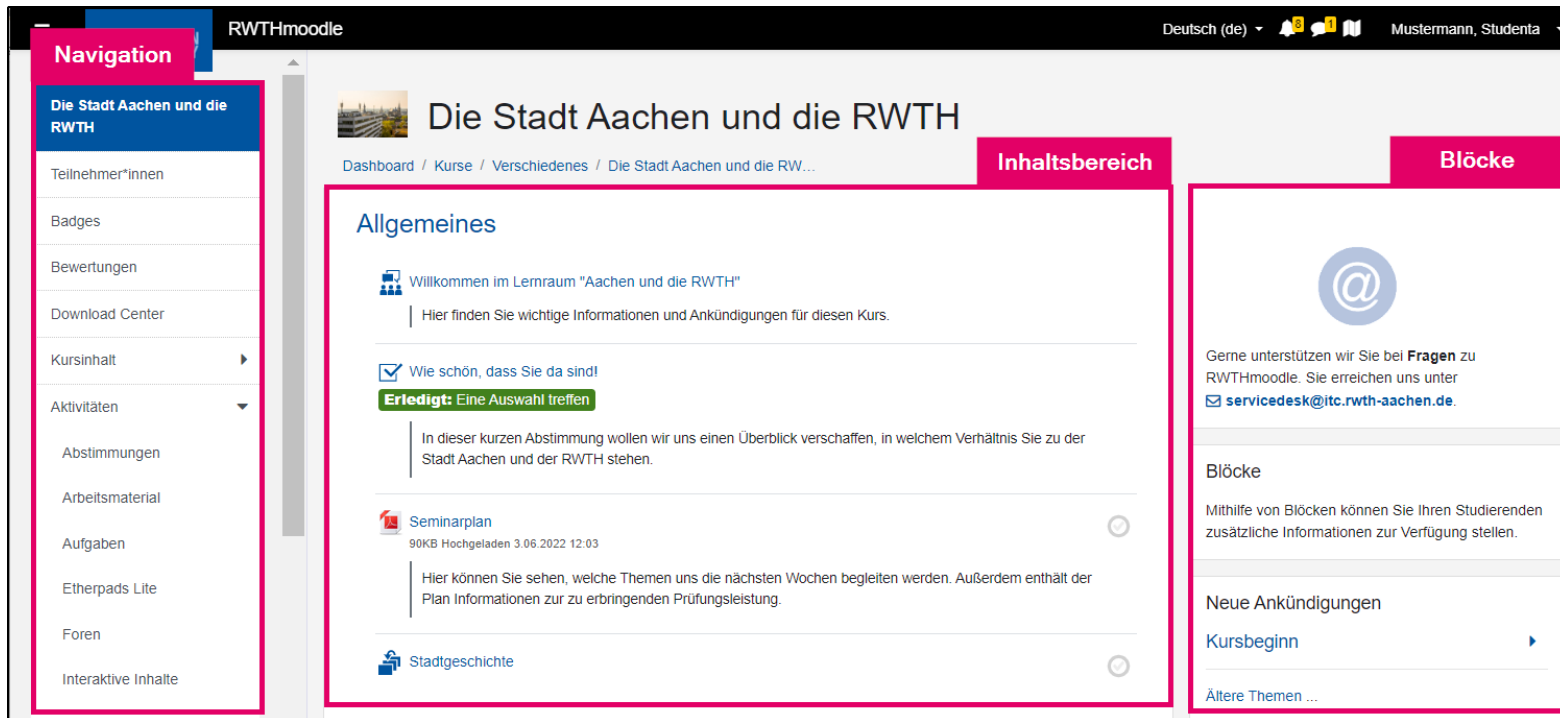 RWTHmoodle
Deutsch (de)
8
1
Mustermann, Studenta
Navigation
Die Stadt Aachen und die
RWTH
Teilnehmer*innen
Badges
Bewertungen
Download Center
Kursinhalt
Aktivitäten
Abstimmungen
Arbeitsmaterial
Aufgaben
Etherpads Lite
Foren
Interaktive Inhalte
Die Stadt Aachen und die RWTH
Dashboard / Kurse / Verschiedenes / Die Stadt Aachen und die RW...
Inhaltsbereich
Allgemeines
Willkommen im Lernraum "Aachen und die RWTH"
Hier finden Sie wichtige Informationen und Ankündigungen für diesen Kurs.
Wie schön, dass Sie da sind!
Erledigt: Eine Auswahl treffen
In dieser kurzen Abstimmung wollen wir uns einen Überblick verschaffen, in welchem Verhältnis Sie zu der
Stadt Aachen und der RWTH stehen.
Seminarplan
90KB Hochgeladen 3.06.2022 12:03
Hier können Sie sehen, welche Themen uns die nächsten Wochen begleiten werden. Außerdem enthält der
Plan Informationen zur zu erbringenden Prüfungsleistung.
Stadtgeschichte
Blöcke
@
Gerne unterstützen wir Sie bei Fragen zu
RWTHmoodle. Sie erreichen uns unter
servicedesk@itc.rwth-aachen.de.
Blöcke
Mithilfe von Blöcken können Sie Ihren Studierenden
zusätzliche Informationen zur Verfügung stellen.
Neue Ankündigungen
Kursbeginn
Ältere Themen ...